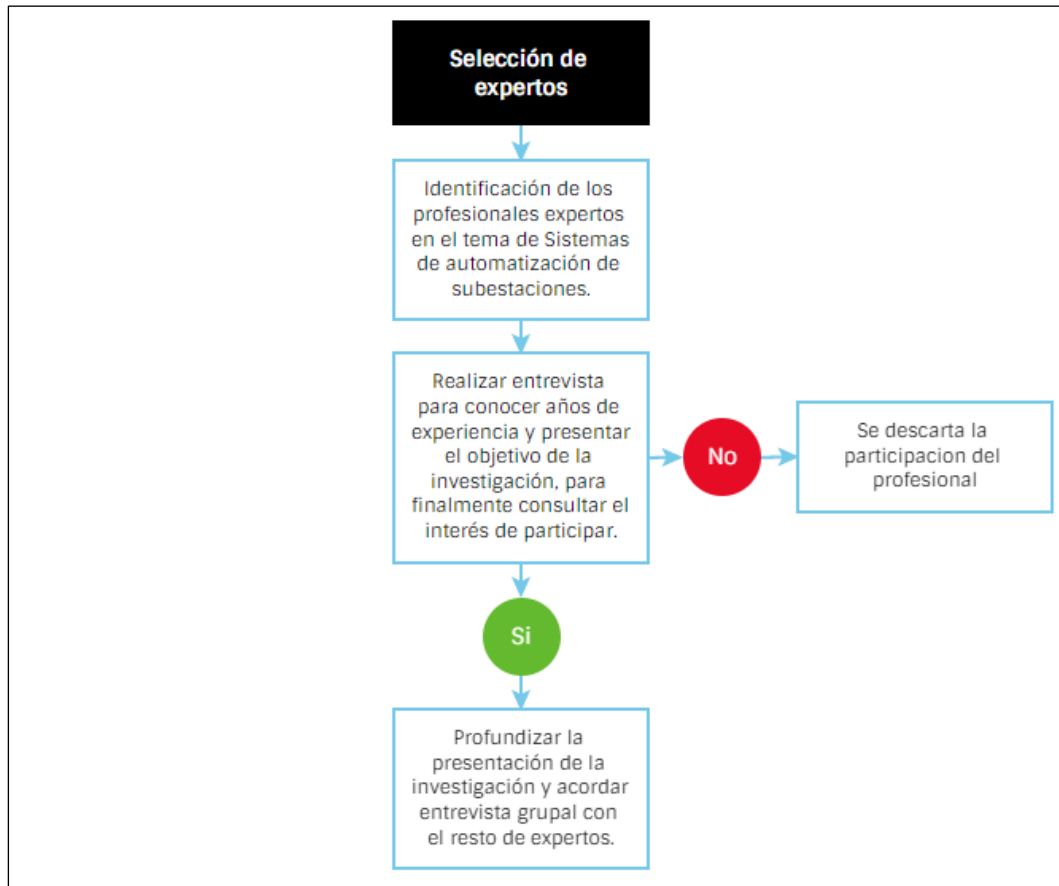 Selección de
expertos
Identificación de los
profesionales expertos
en el tema de Sistemas
de automatización de
subestaciones.
Realizar entrevista
para conocer años de
experiencia y presentar
el objetivo de la
investigación, para
finalmente consultar el
interés de participar.
No
Se descarta la
participacion del
profesional
Si
Profundizar la
presentación de la
investigación y acordar
entrevista grupal con
el resto de expertos.